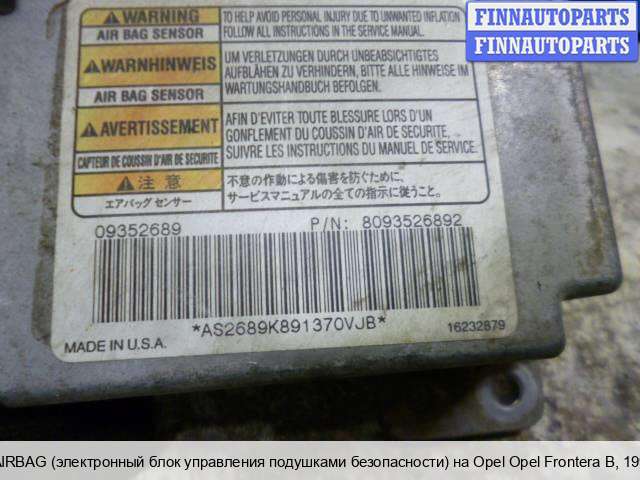 FINNAUTOPARTS
FINNAUTOPARTS
WARNING
AIR BAG SENSOR
TO HELP AVOID PERSONAL INJURY DUE TO UNWANTED INFLATION
FOLLOW ALL INSTRUCTIONS IN THE SERVICE MANUAL.
WARNHINWEIS
AIR BAG SENSOR
UM VERLETZUNGEN DURCH UNBEABSICHTIGTES
AUFBLÄHEN ZU VERHINDERN, BITTE ALLE HINWEISE IM
WARTUNGSHANDBUCH BEFOLGEN.
AVERTISSEMENT
CAPTEUR DE COUSSIN D'AIR DE SECURITE
AFIN D'EVITER TOUTE BLESSURE LORS D'UN
GONFLEMENT DU COUSSIN D'AIR DE SECURITE,
SUIVRE LES INSTRUCTIONS DU MANUEL DE SERVICE.
注意
エアバッグ センサー
不意の作動による傷害を防ぐために、
サービスマニュアルの全ての指示に従うこと。
09352689 P/N: 8093526892
*AS2689K891370VJB*
16232879
MADE IN U.S.A.
AIRBAG (электронный блок управления подушками безопасности) на Opel Opel Frontera B, 19